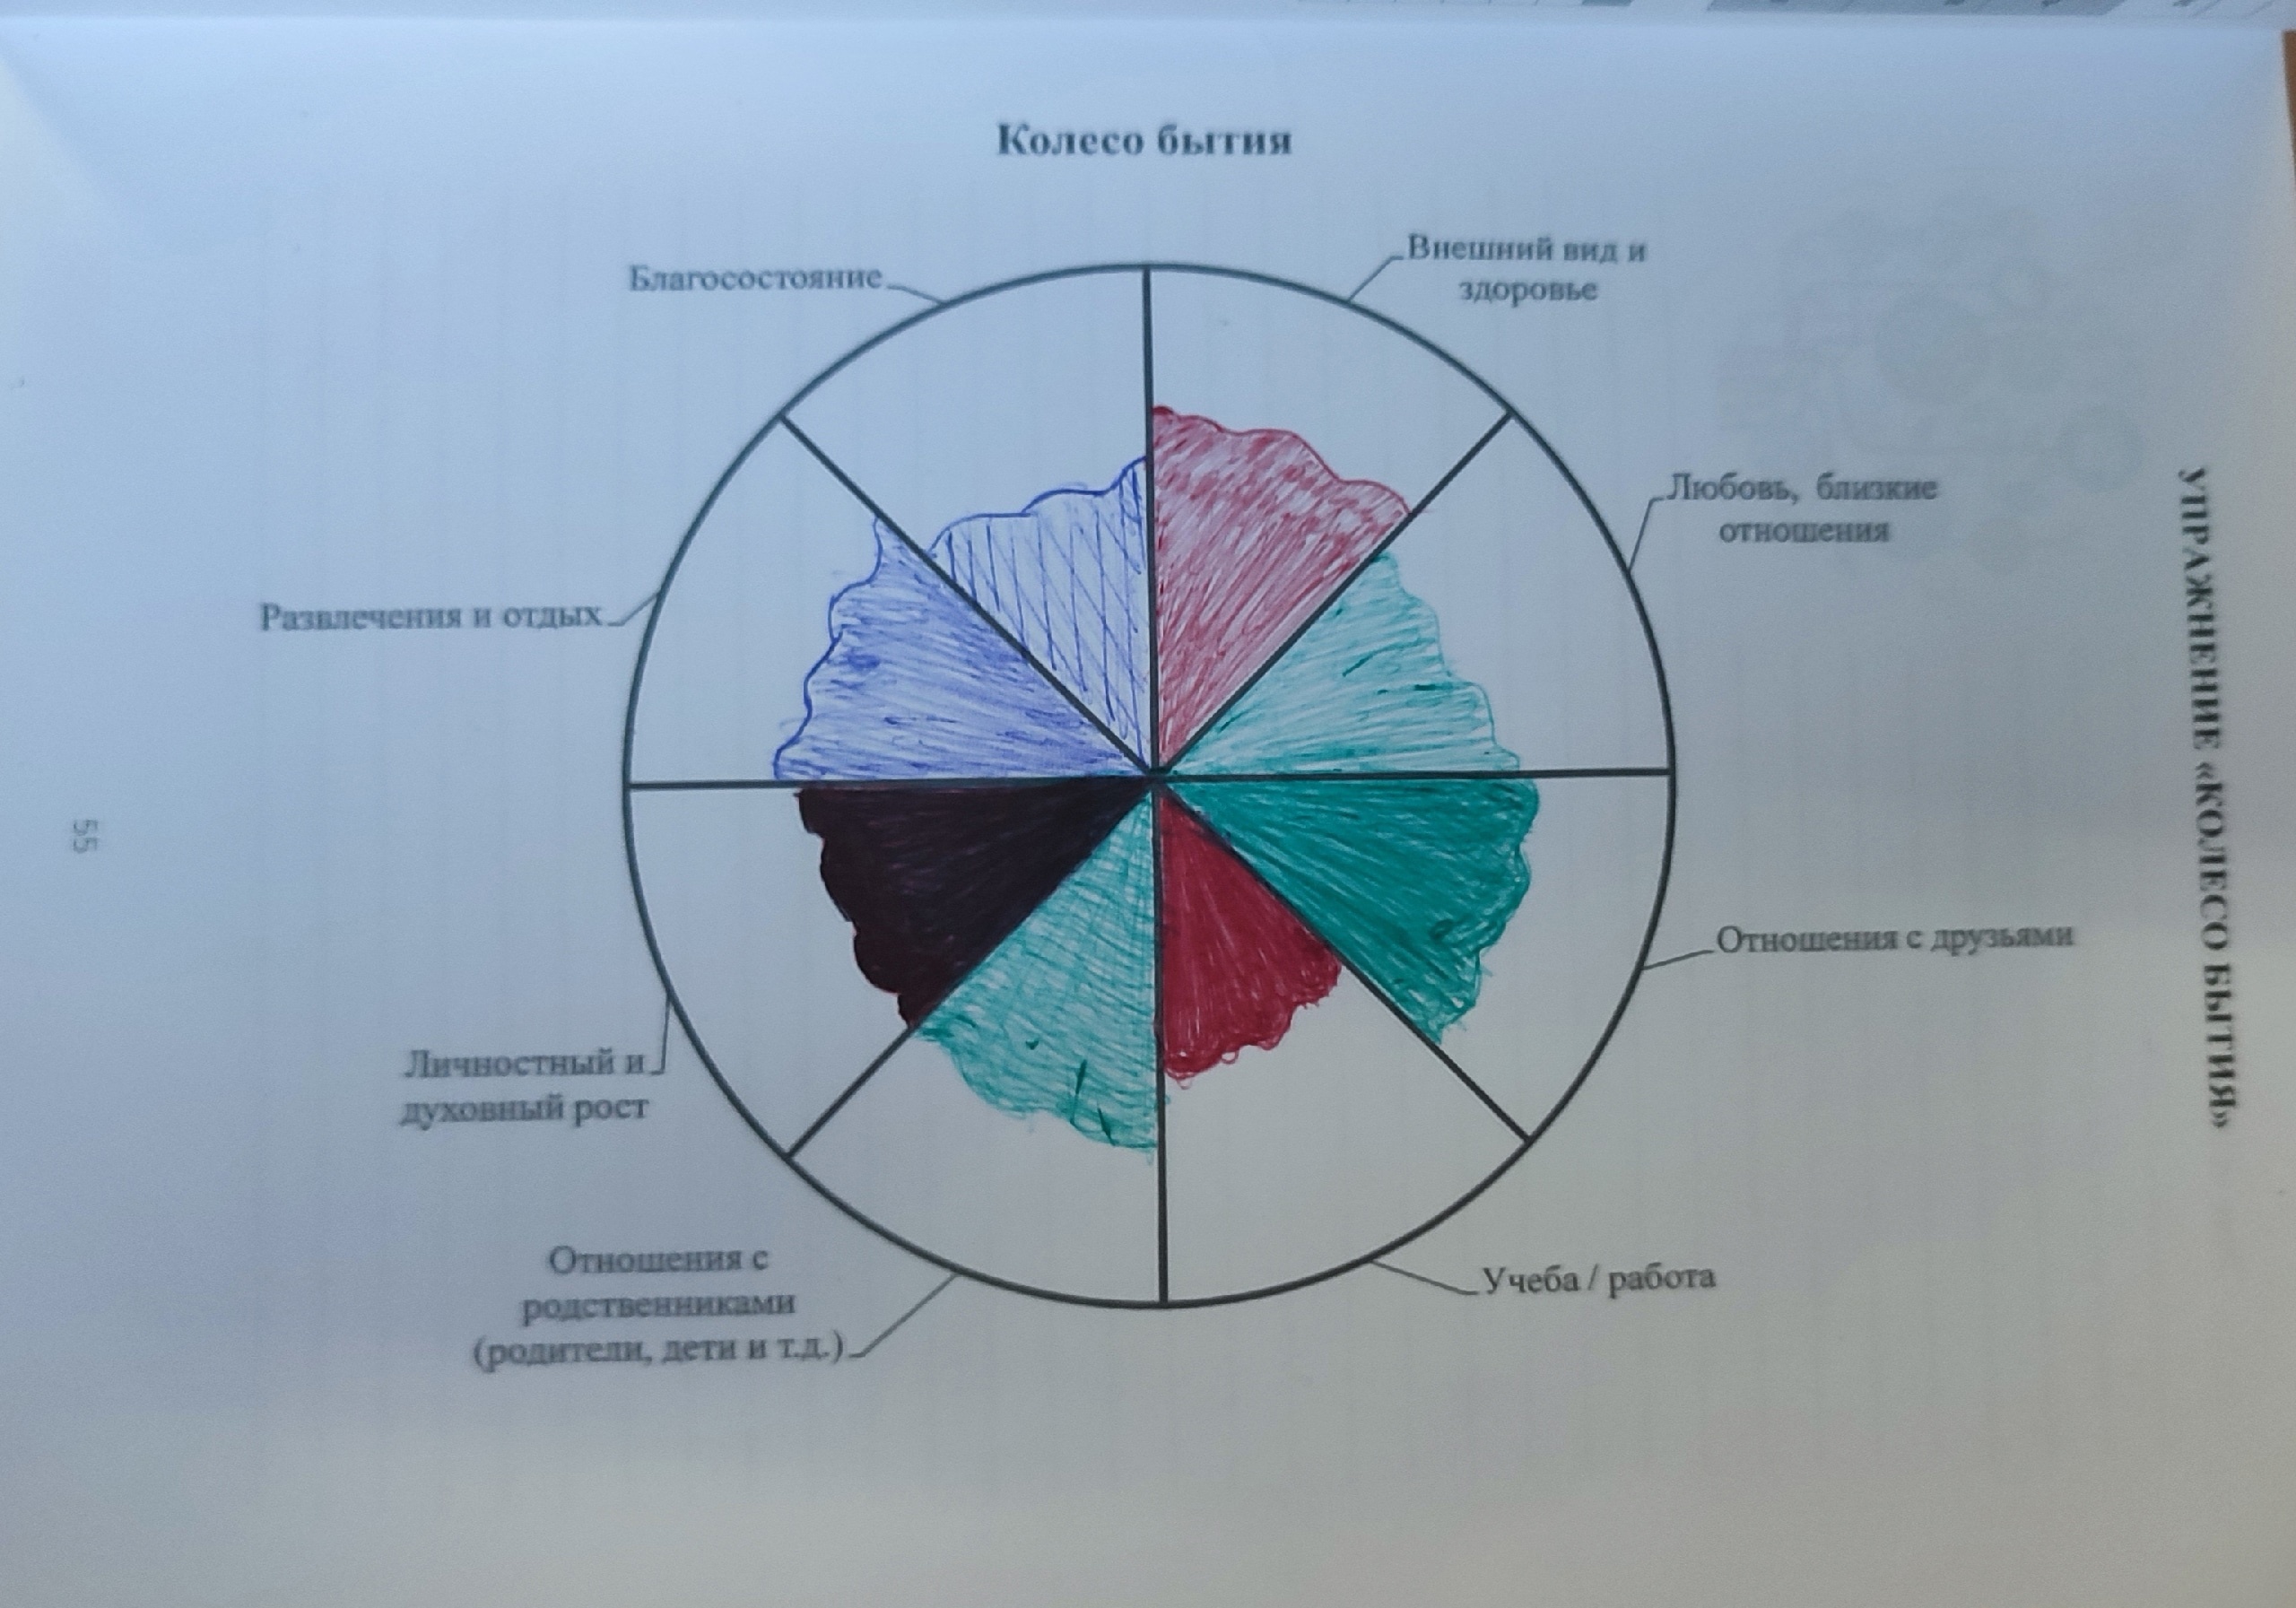 Колесо бытия
Благосостояние
Внешний вид и
здоровье
Любовь, близкие
отношения
Развлечения и отдых
Отношения с друзьями
Личностный и
духовный рост
Отношения с
родственниками
(родители, дети и т.д.)
Учеба / работа
УПРАЖНЕНИЕ «КОЛЕСО БЫТИЯ»
55